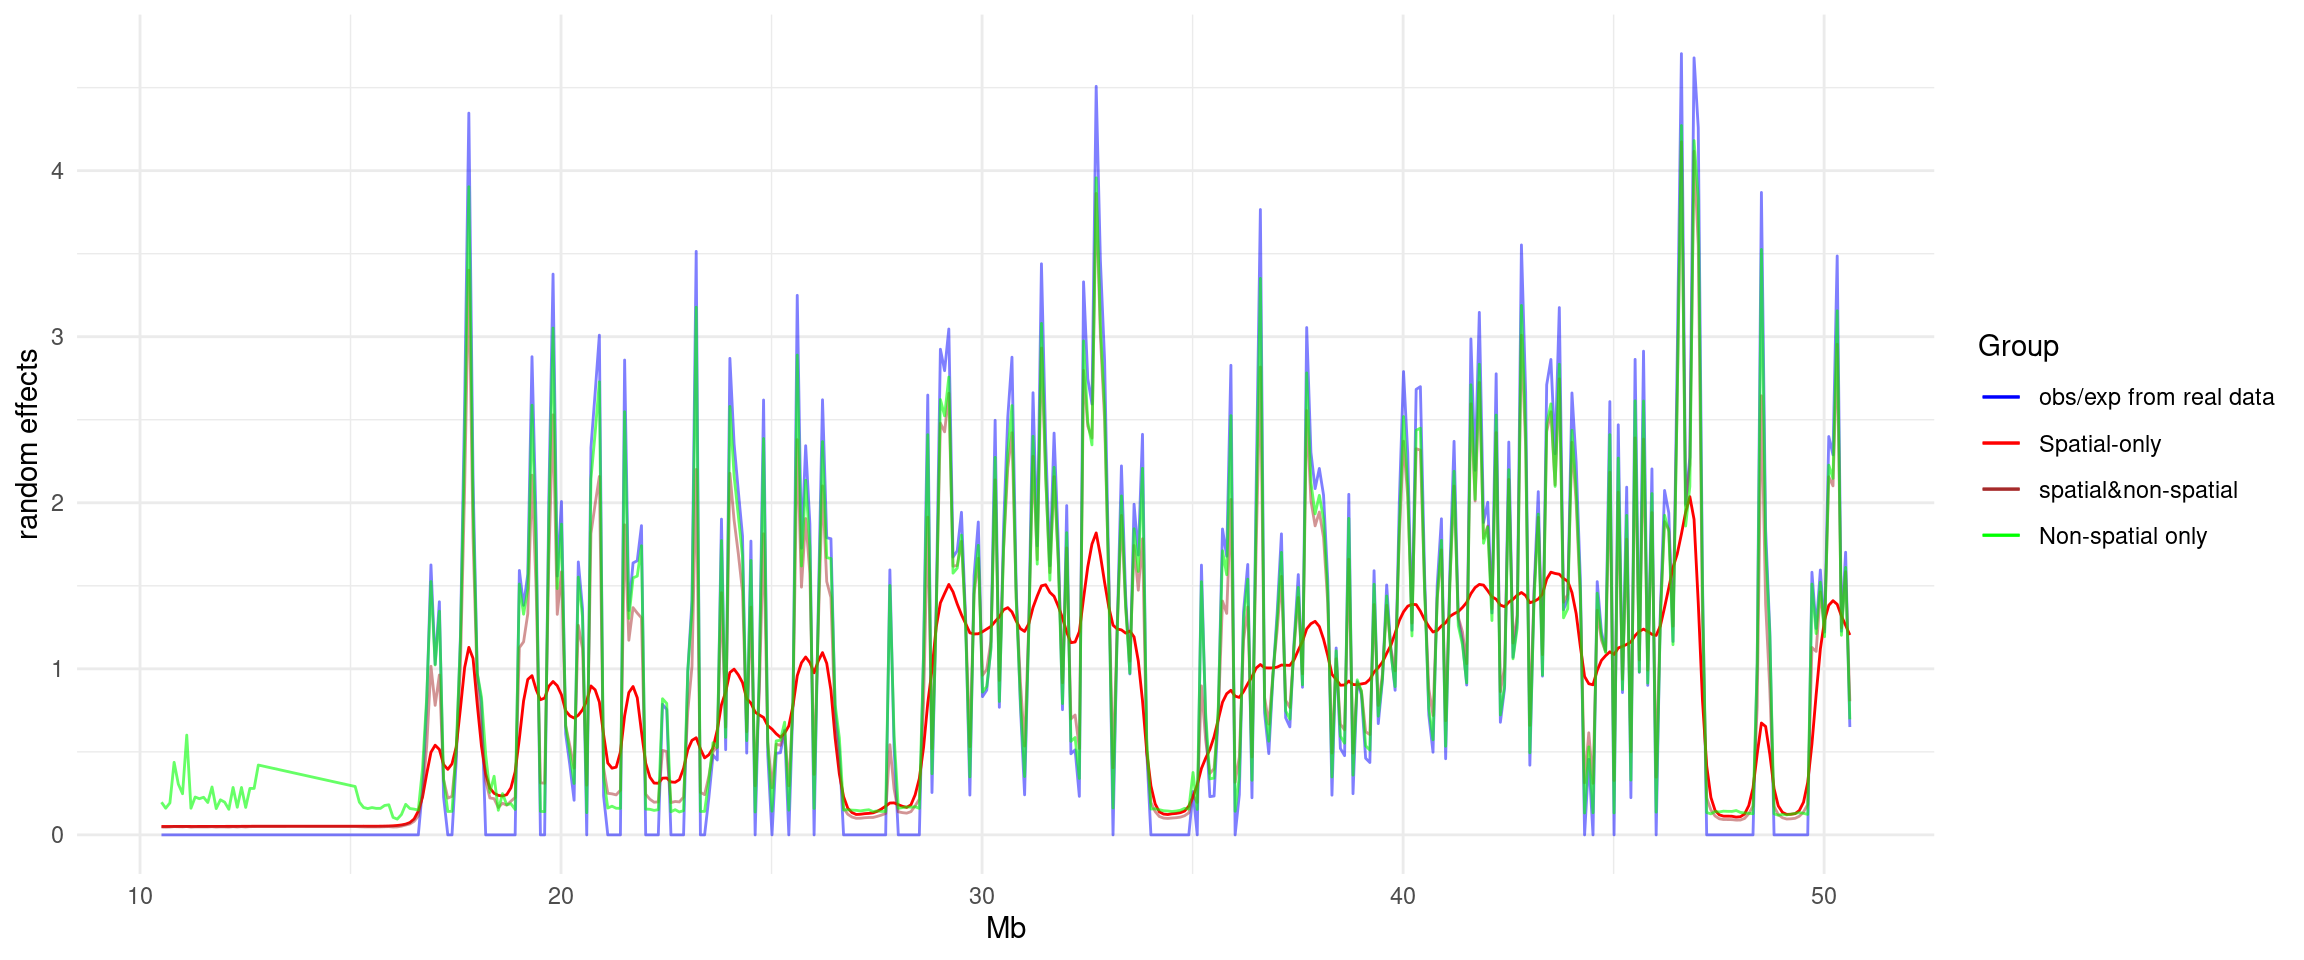 random effects
4
3
2
1
0
10 20 30 40 50
Mb
Group
obs/exp from real data
Spatial-only
spatial&non-spatial
Non-spatial only